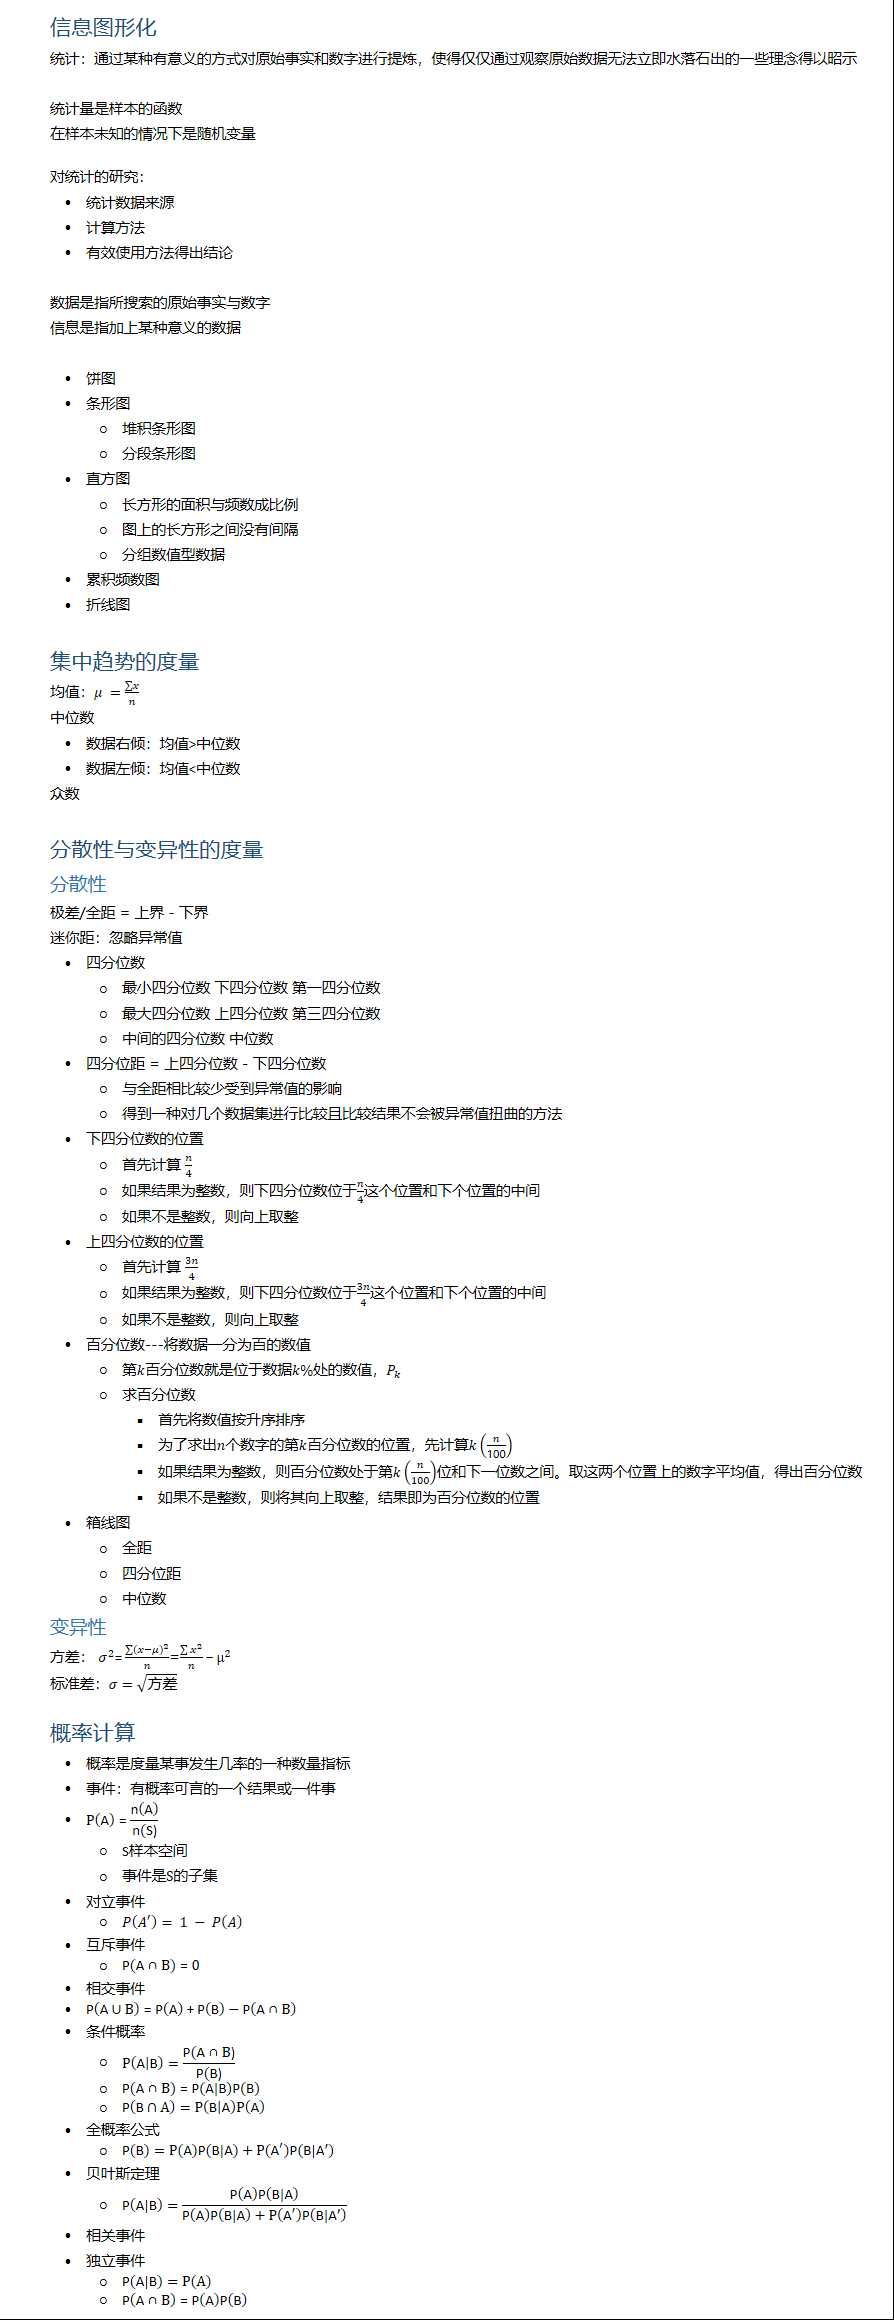 信息图形化
统计：通过某种有意义的方式对原始事实和数字进行提炼，使得仅仅通过观察原始数据无法立即水落石出的一些理念得以昭示
统计量是样本的函数
在样本未知的情况下是随机变量
对统计的研究：
• 统计数据来源
• 计算方法
• 有效使用方法得出结论
数据是指所搜索的原始事实与数字
信息是指加上某种意义的数据
• 饼图
• 条形图
○ 堆积条形图
○ 分段条形图
• 直方图
○ 长方形的面积与频数成比例
○ 图上的长方形之间没有间隔
○ 分组数值型数据
• 累积频数图
• 折线图
集中趋势的度量
均值：μ = ∑x/n
中位数
• 数据右倾：均值>中位数
• 数据左倾：均值<中位数
众数
分散性与变异性的度量
分散性
极差/全距 = 上界 - 下界
迷你距：忽略异常值
• 四分位数
○ 最小四分位数 下四分位数 第一四分位数
○ 最大四分位数 上四分位数 第三四分位数
○ 中间的四分位数 中位数
• 四分位距 = 上四分位数 - 下四分位数
○ 与全距相比较少受到异常值的影响
○ 得到一种对几个数据集进行比较且比较结果不会被异常值扭曲的方法
• 下四分位数的位置
○ 首先计算 n/4
○ 如果结果为整数，则下四分位数位于n/4这个位置和下个位置的中间
○ 如果不是整数，则向上取整
• 上四分位数的位置
○ 首先计算 3n/4
○ 如果结果为整数，则下四分位数位于3n/4这个位置和下个位置的中间
○ 如果不是整数，则向上取整
• 百分位数---将数据一分为百的数值
○ 第k百分位数就是位于数据k%处的数值，Pₖ
○ 求百分位数
▪ 首先将数值按升序排序
▪ 为了求出n个数字的第k百分位数的位置，先计算k(n/100)
▪ 如果结果为整数，则百分位数处于第k(n/100)位和下一位数之间。取这两个位置上的数字平均值，得出百分位数
▪ 如果不是整数，则将其向上取整，结果即为百分位数的位置
• 箱线图
○ 全距
○ 四分位距
○ 中位数
变异性
方差： σ²=∑(x−μ)²/n=∑x²/n − μ²
标准差：σ = √方差
概率计算
• 概率是度量某事发生几率的一种数量指标
• 事件：有概率可言的一个结果或一件事
• P(A) = n(A)/n(S)
○ S样本空间
○ 事件是S的子集
• 对立事件
○ P(A′) = 1 − P(A)
• 互斥事件
○ P(A ∩ B) = 0
• 相交事件
• P(A ∪ B) = P(A) + P(B) − P(A ∩ B)
• 条件概率
○ P(A|B) = P(A ∩ B)/P(B)
○ P(A ∩ B) = P(A|B)P(B)
○ P(B ∩ A) = P(B|A)P(A)
• 全概率公式
○ P(B) = P(A)P(B|A) + P(A′)P(B|A′)
• 贝叶斯定理
○ P(A|B) = P(A)P(B|A)/(P(A)P(B|A) + P(A′)P(B|A′))
• 相关事件
• 独立事件
○ P(A|B) = P(A)
○ P(A ∩ B) = P(A)P(B)